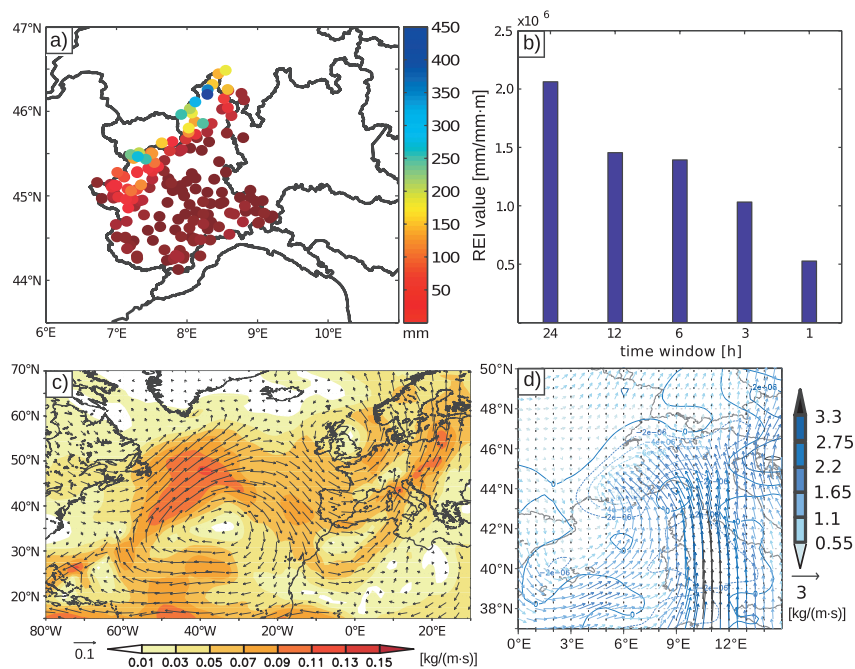 a)
47°N
46°N
45°N
44°N
6°E 7°E 8°E 9°E 10°E
450
400
350
300
250
200
150
100
50
mm
b)
x10 6
2.5
2.0
1.5
1.0
0.5
REI value [mm/mm·m]
24 12 6 3 1
time window [h]
c)
70°N
60°N
50°N
40°N
30°N
20°N
80°W 60°W 40°W 20°W 0°E 20°E
0.1
0.01 0.03 0.05 0.07 0.09 0.11 0.13 0.15
[kg/(m·s)]
d)
50°N
48°N
46°N
44°N
42°N
40°N
38°N
0°E 3°E 6°E 9°E 12°E
3.3
2.75
2.2
1.65
1.1
0.55
3
[kg/(m·s)]